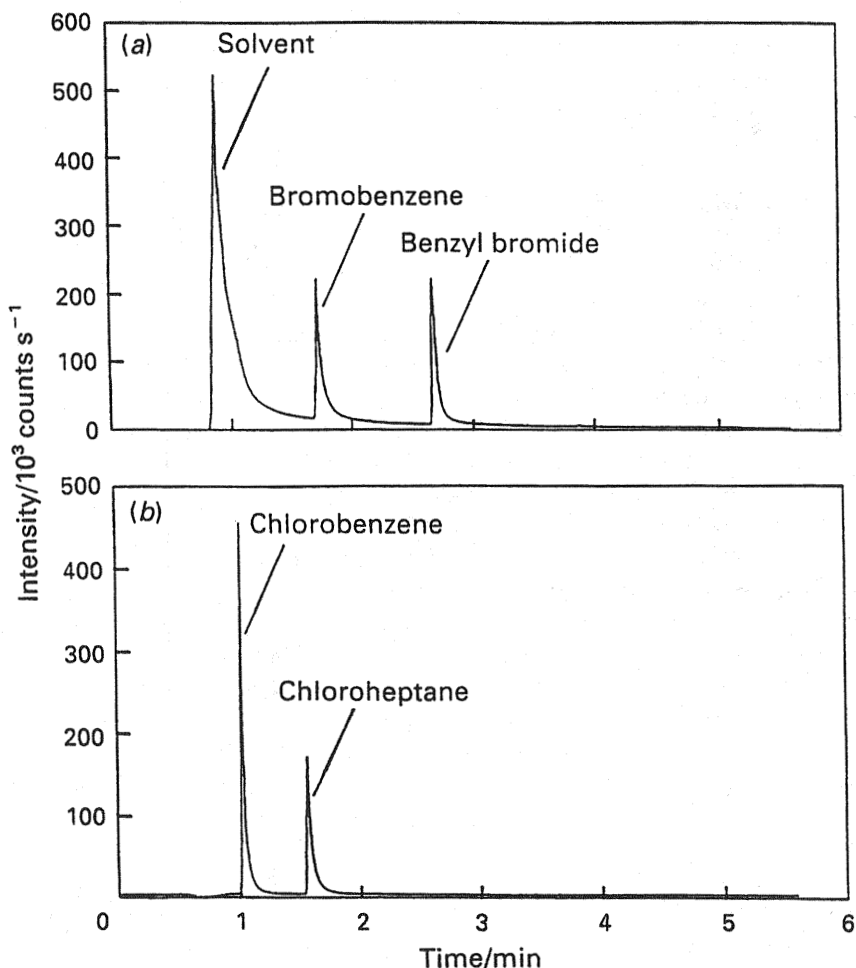 600
(a)
Solvent
500
400
Bromobenzene
300
Benzyl bromide
200
100
0
Intensity/10³ counts s⁻¹
500
(b)
Chlorobenzene
400
300
Chloroheptane
200
100
0 1 2 3 4 5 6
Time/min